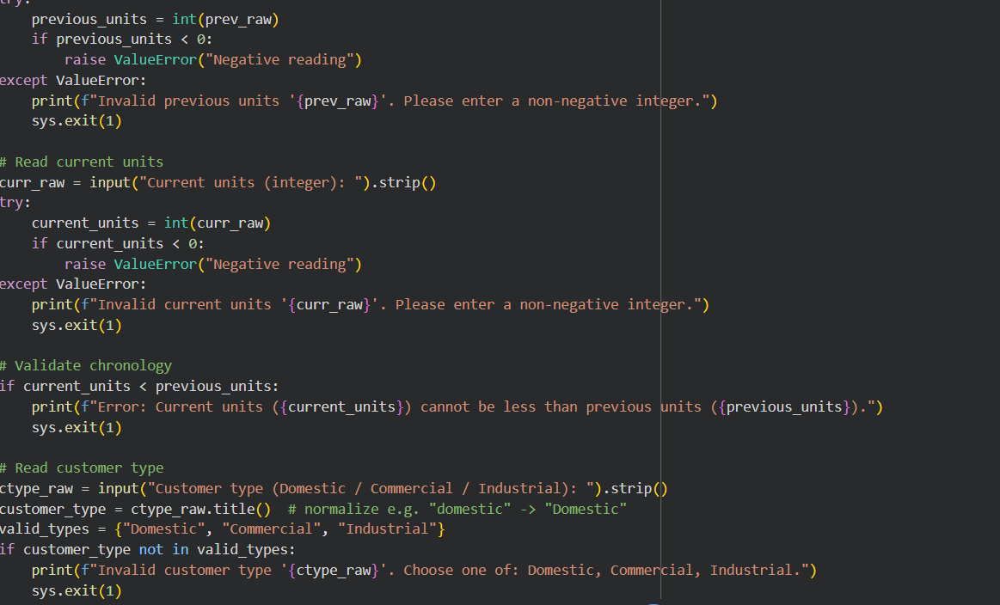 try:
    previous_units = int(prev_raw)
    if previous_units < 0:
        raise ValueError("Negative reading")
except ValueError:
    print(f"Invalid previous units '{prev_raw}'. Please enter a non-negative integer.")
    sys.exit(1)

# Read current units
curr_raw = input("Current units (integer): ").strip()
try:
    current_units = int(curr_raw)
    if current_units < 0:
        raise ValueError("Negative reading")
except ValueError:
    print(f"Invalid current units '{curr_raw}'. Please enter a non-negative integer.")
    sys.exit(1)

# Validate chronology
if current_units < previous_units:
    print(f"Error: Current units ({current_units}) cannot be less than previous units ({previous_units}).")
    sys.exit(1)

# Read customer type
ctype_raw = input("Customer type (Domestic / Commercial / Industrial): ").strip()
customer_type = ctype_raw.title()  # normalize e.g. "domestic" -> "Domestic"
valid_types = {"Domestic", "Commercial", "Industrial"}
if customer_type not in valid_types:
    print(f"Invalid customer type '{ctype_raw}'. Choose one of: Domestic, Commercial, Industrial.")
    sys.exit(1)